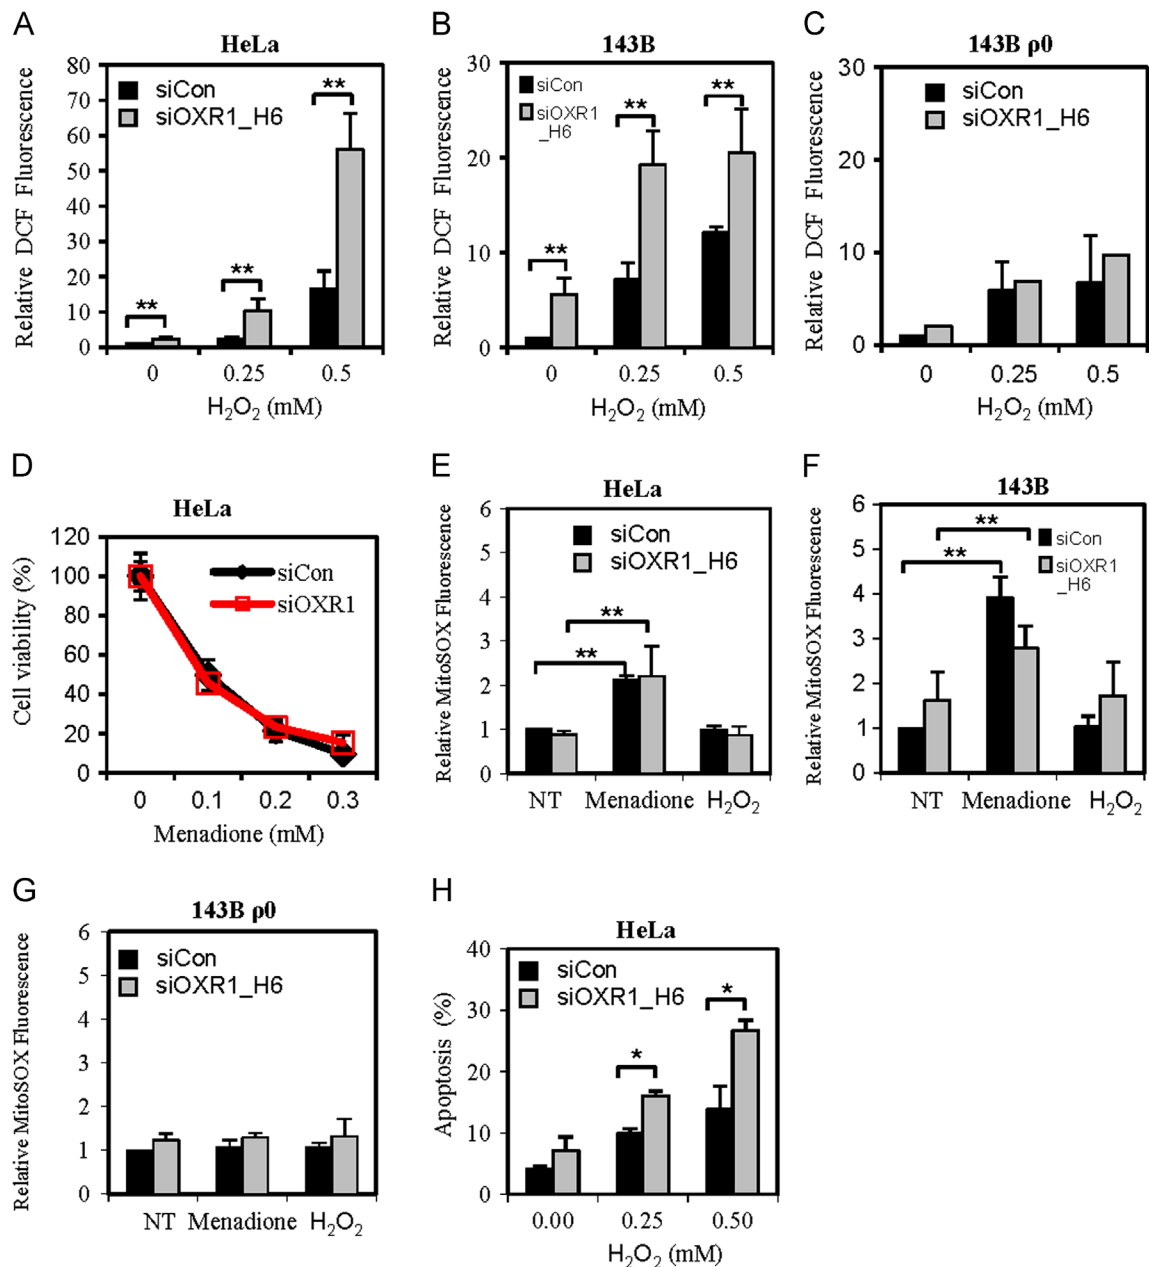 A
HeLa
Relative DCF Fluorescence
80
70
60
50
40
30
20
10
0
siCon
siOXR1_H6
**
**
**
0 0.25 0.5
H₂O₂ (mM)
B
143B
Relative DCF Fluorescence
30
20
10
0
siCon
siOXR1
_H6
**
**
**
0 0.25 0.5
H₂O₂ (mM)
C
143B ρ0
Relative DCF Fluorescence
30
20
10
0
siCon
siOXR1_H6
0 0.25 0.5
H₂O₂ (mM)
D
HeLa
Cell viability (%)
120
100
80
60
40
20
0
siCon
siOXR1
0 0.1 0.2 0.3
Menadione (mM)
E
HeLa
Relative MitoSOX Fluorescence
6
5
4
3
2
1
0
siCon
siOXR1_H6
**
**
NT Menadione H₂O₂
F
143B
Relative MitoSOX Fluorescence
6
5
4
3
2
1
0
siCon
siOXR1
_H6
**
**
NT Menadione H₂O₂
G
143B ρ0
Relative MitoSOX Fluorescence
6
5
4
3
2
1
0
siCon
siOXR1_H6
NT Menadione H₂O₂
H
HeLa
Apoptosis (%)
40
30
20
10
0
siCon
siOXR1_H6
*
*
0.00 0.25 0.50
H₂O₂ (mM)